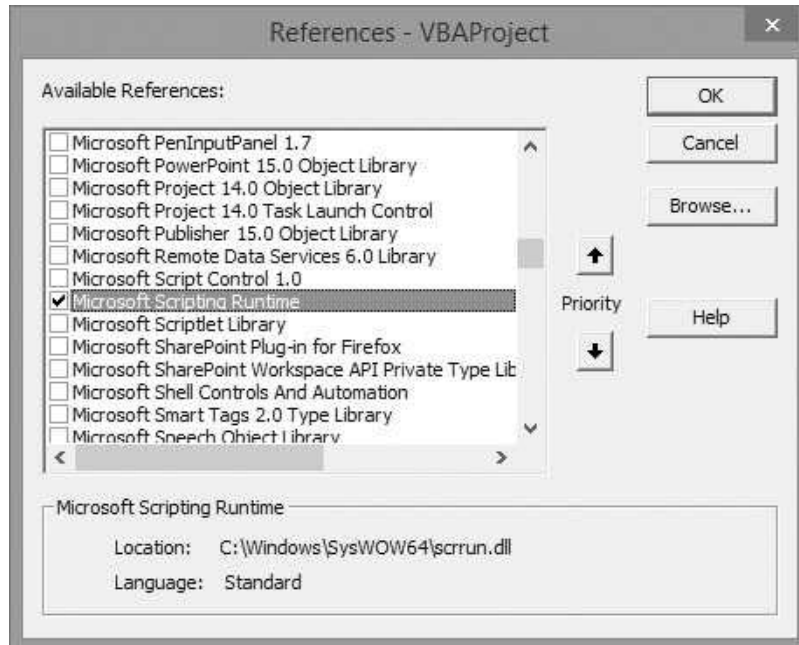 References - VBAProject
Available References:
Microsoft PenInputPanel 1.7
Microsoft PowerPoint 15.0 Object Library
Microsoft Project 14.0 Object Library
Microsoft Project 14.0 Task Launch Control
Microsoft Publisher 15.0 Object Library
Microsoft Remote Data Services 6.0 Library
Microsoft Script Control 1.0
Microsoft Scripting Runtime
Microsoft Scriptlet Library
Microsoft SharePoint Plug-in for Firefox
Microsoft SharePoint Workspace API Private Type Lib
Microsoft Shell Controls And Automation
Microsoft Smart Tags 2.0 Type Library
Microsoft Speech Object Library
OK
Cancel
Browse...
Priority
Help
Microsoft Scripting Runtime
Location: C:\Windows\SysWOW64\scrrun.dll
Language: Standard